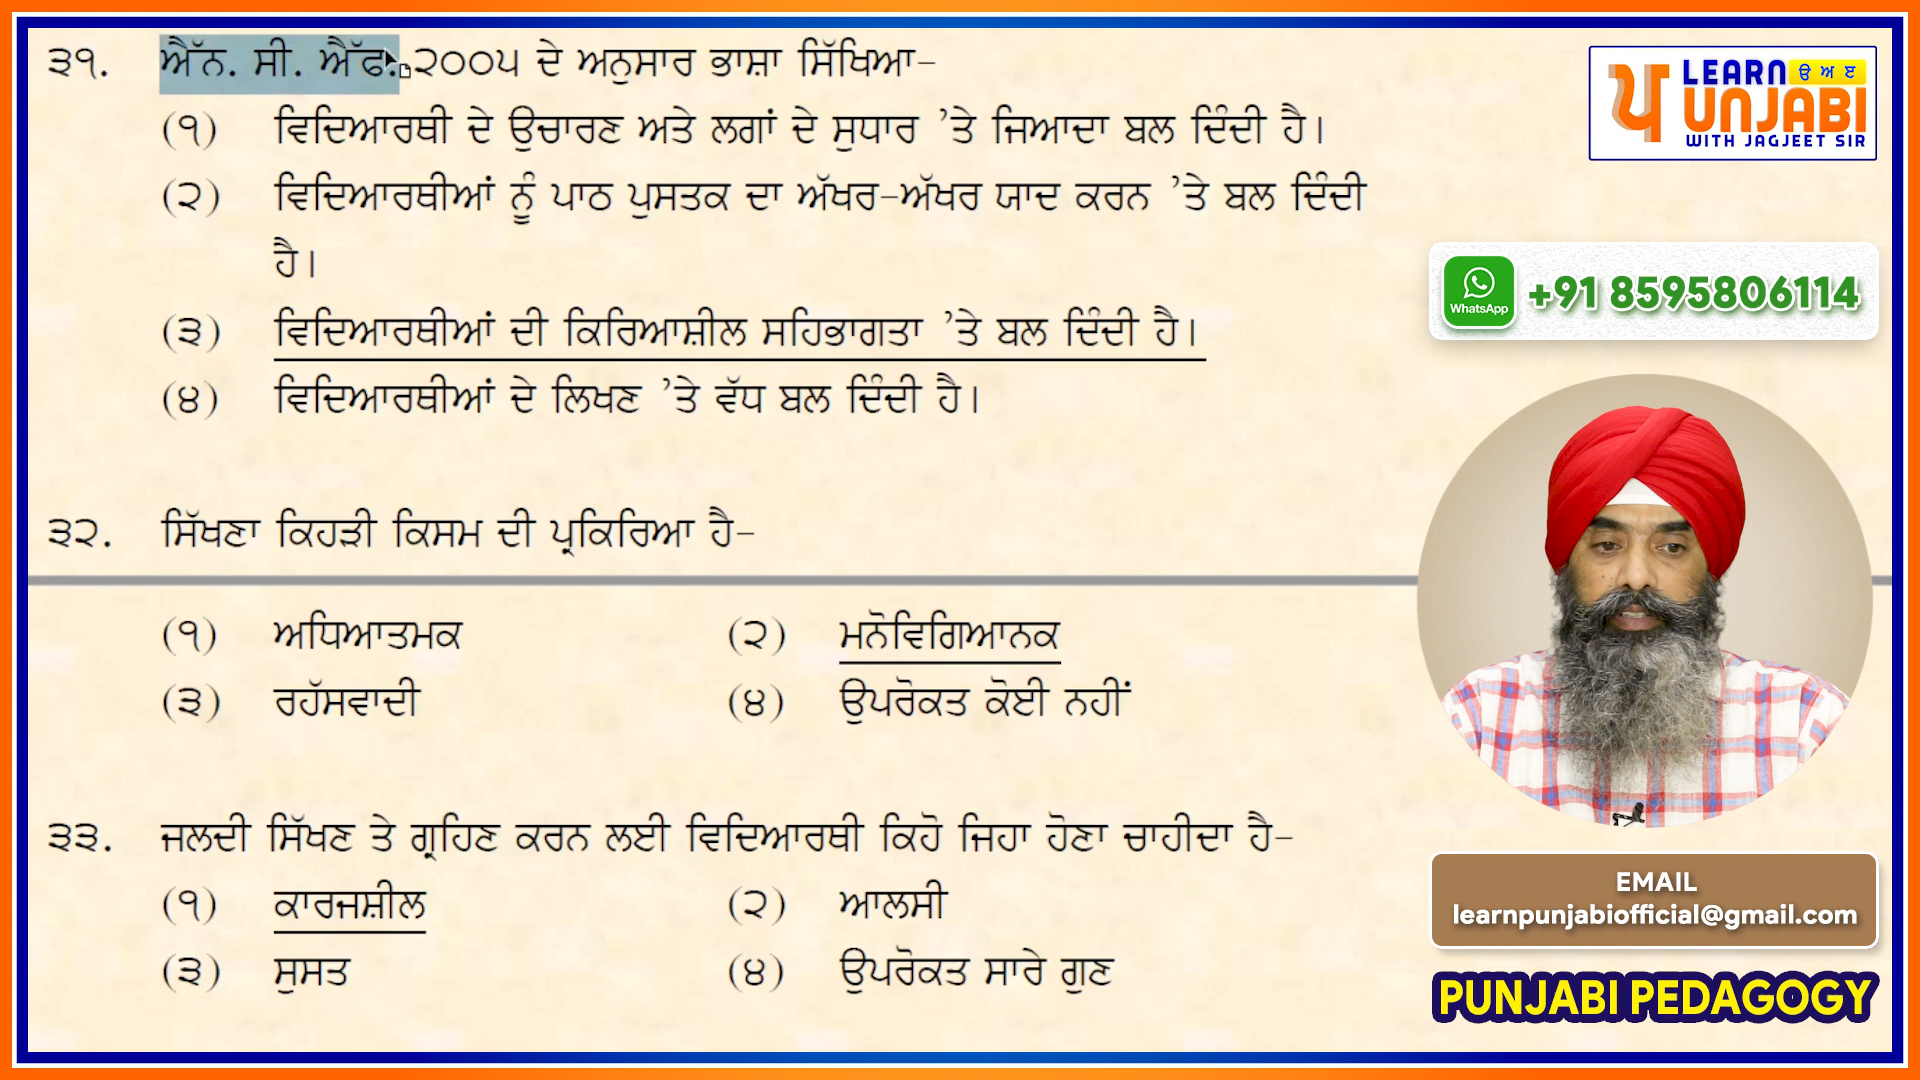 ੩੧. ਐੱਨ. ਸੀ. ਐੱਫ. ੨੦੦੫ ਦੇ ਅਨੁਸਾਰ ਭਾਸ਼ਾ ਸਿੱਖਿਆ-
(੧) ਵਿਦਿਆਰਥੀ ਦੇ ਉਚਾਰਣ ਅਤੇ ਲਗਾਂ ਦੇ ਸੁਧਾਰ ’ਤੇ ਜਿਆਦਾ ਬਲ ਦਿੰਦੀ ਹੈ।
(੨) ਵਿਦਿਆਰਥੀਆਂ ਨੂੰ ਪਾਠ ਪੁਸਤਕ ਦਾ ਅੱਖਰ-ਅੱਖਰ ਯਾਦ ਕਰਨ ’ਤੇ ਬਲ ਦਿੰਦੀ
ਹੈ।
(੩) ਵਿਦਿਆਰਥੀਆਂ ਦੀ ਕਿਰਿਆਸ਼ੀਲ ਸਹਿਭਾਗਤਾ ’ਤੇ ਬਲ ਦਿੰਦੀ ਹੈ।
(੪) ਵਿਦਿਆਰਥੀਆਂ ਦੇ ਲਿਖਣ ’ਤੇ ਵੱਧ ਬਲ ਦਿੰਦੀ ਹੈ।
੩੨. ਸਿੱਖਣਾ ਕਿਹੜੀ ਕਿਸਮ ਦੀ ਪ੍ਰਕਿਰਿਆ ਹੈ-
(੧) ਅਧਿਆਤਮਕ (੨) ਮਨੋਵਿਗਿਆਨਕ
(੩) ਰਹੱਸਵਾਦੀ (੪) ਉਪਰੋਕਤ ਕੋਈ ਨਹੀਂ
੩੩. ਜਲਦੀ ਸਿੱਖਣ ਤੇ ਗ੍ਰਹਿਣ ਕਰਨ ਲਈ ਵਿਦਿਆਰਥੀ ਕਿਹੋ ਜਿਹਾ ਹੋਣਾ ਚਾਹੀਦਾ ਹੈ-
(੧) ਕਾਰਜਸ਼ੀਲ (੨) ਆਲਸੀ
(੩) ਸੁਸਤ (੪) ਉਪਰੋਕਤ ਸਾਰੇ ਗੁਣ
ਪ LEARN ੳ ਅ ੲ
PUNJABI
WITH JAGJEET SIR
WhatsApp +91 8595806114
EMAIL
learnpunjabiofficial@gmail.com
PUNJABI PEDAGOGY